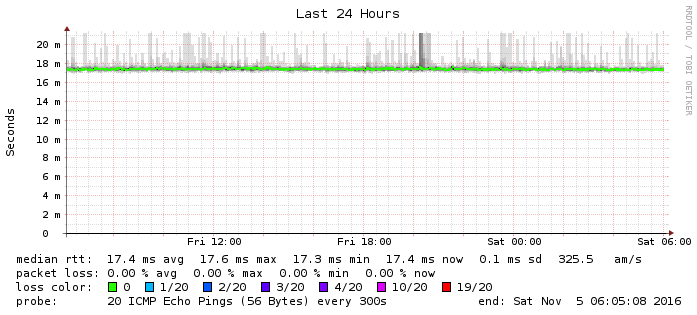 Last 24 Hours
RRDTOOL / TOBI OETIKER
Seconds
20 m
18 m
16 m
14 m
12 m
10 m
8 m
6 m
4 m
2 m
0
Fri 12:00 Fri 18:00 Sat 00:00 Sat 06:00
median rtt: 17.4 ms avg 17.6 ms max 17.3 ms min 17.4 ms now 0.1 ms sd 325.5 am/s
packet loss: 0.00 % avg 0.00 % max 0.00 % min 0.00 % now
loss color: 0 1/20 2/20 3/20 4/20 10/20 19/20
probe: 20 ICMP Echo Pings (56 Bytes) every 300s end: Sat Nov 5 06:05:08 2016